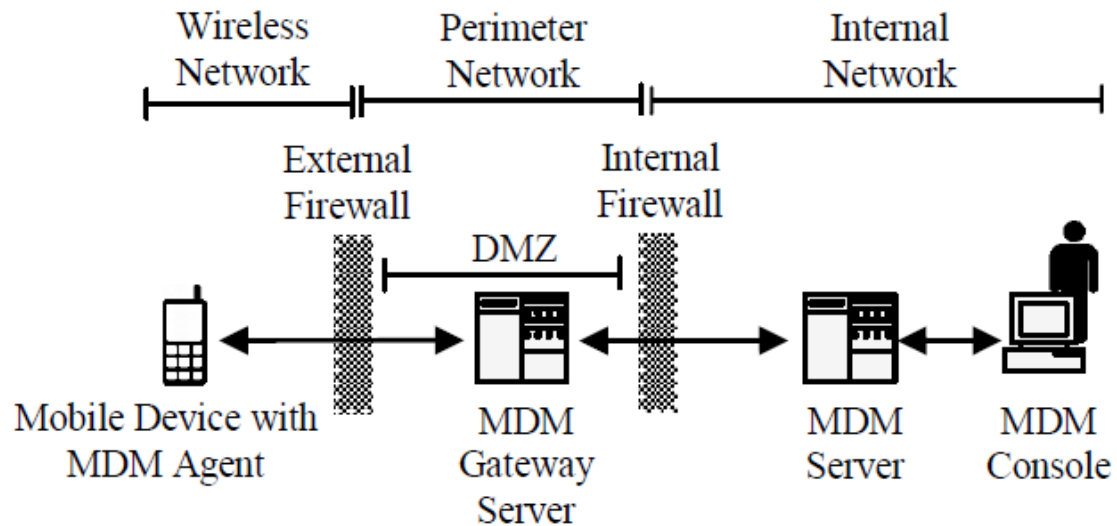 Wireless
Network
Perimeter
Network
Internal
Network
External
Firewall
Internal
Firewall
DMZ
Mobile Device with
MDM Agent
MDM
Gateway
Server
MDM
Server
MDM
Console